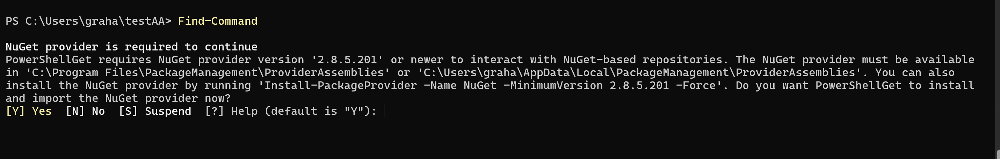 PS C:\Users\graha\testAA> Find-Command
NuGet provider is required to continue
PowerShellGet requires NuGet provider version '2.8.5.201' or newer to interact with NuGet-based repositories. The NuGet provider must be available
in 'C:\Program Files\PackageManagement\ProviderAssemblies' or 'C:\Users\graha\AppData\Local\PackageManagement\ProviderAssemblies'. You can also
install the NuGet provider by running 'Install-PackageProvider -Name NuGet -MinimumVersion 2.8.5.201 -Force'. Do you want PowerShellGet to install
and import the NuGet provider now?
[Y] Yes  [N] No  [S] Suspend  [?] Help (default is "Y"):